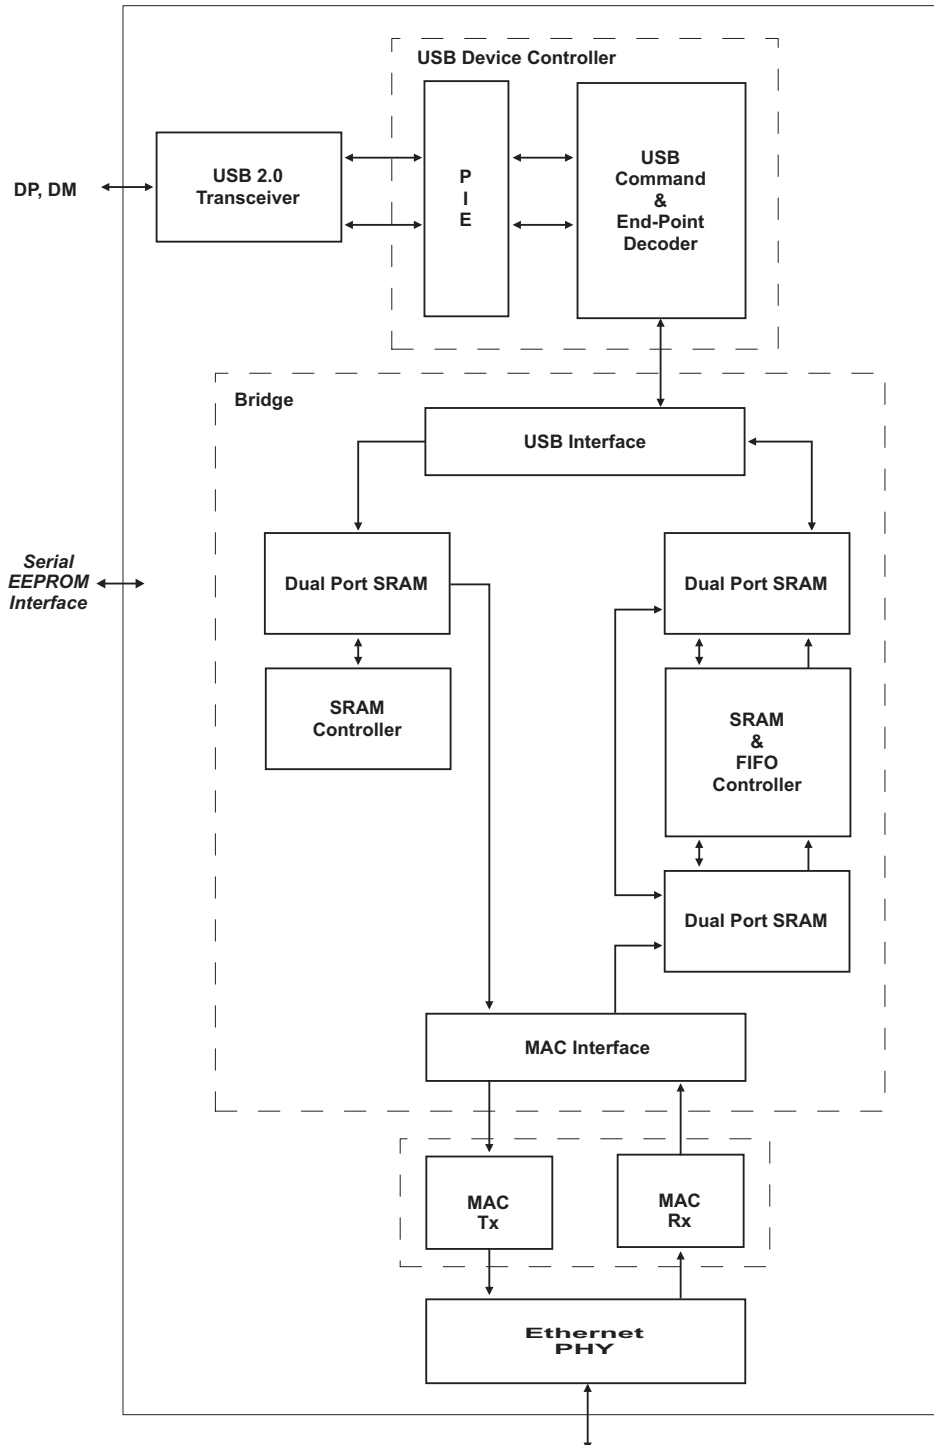 USB Device Controller
DP, DM
USB 2.0
Transceiver
P
I
E
USB
Command
&
End-Point
Decoder
Bridge
USB Interface
Serial
EEPROM
Interface
Dual Port SRAM
Dual Port SRAM
SRAM
Controller
SRAM
&
FIFO
Controller
Dual Port SRAM
MAC Interface
MAC
Tx
MAC
Rx
Ethernet
PHY